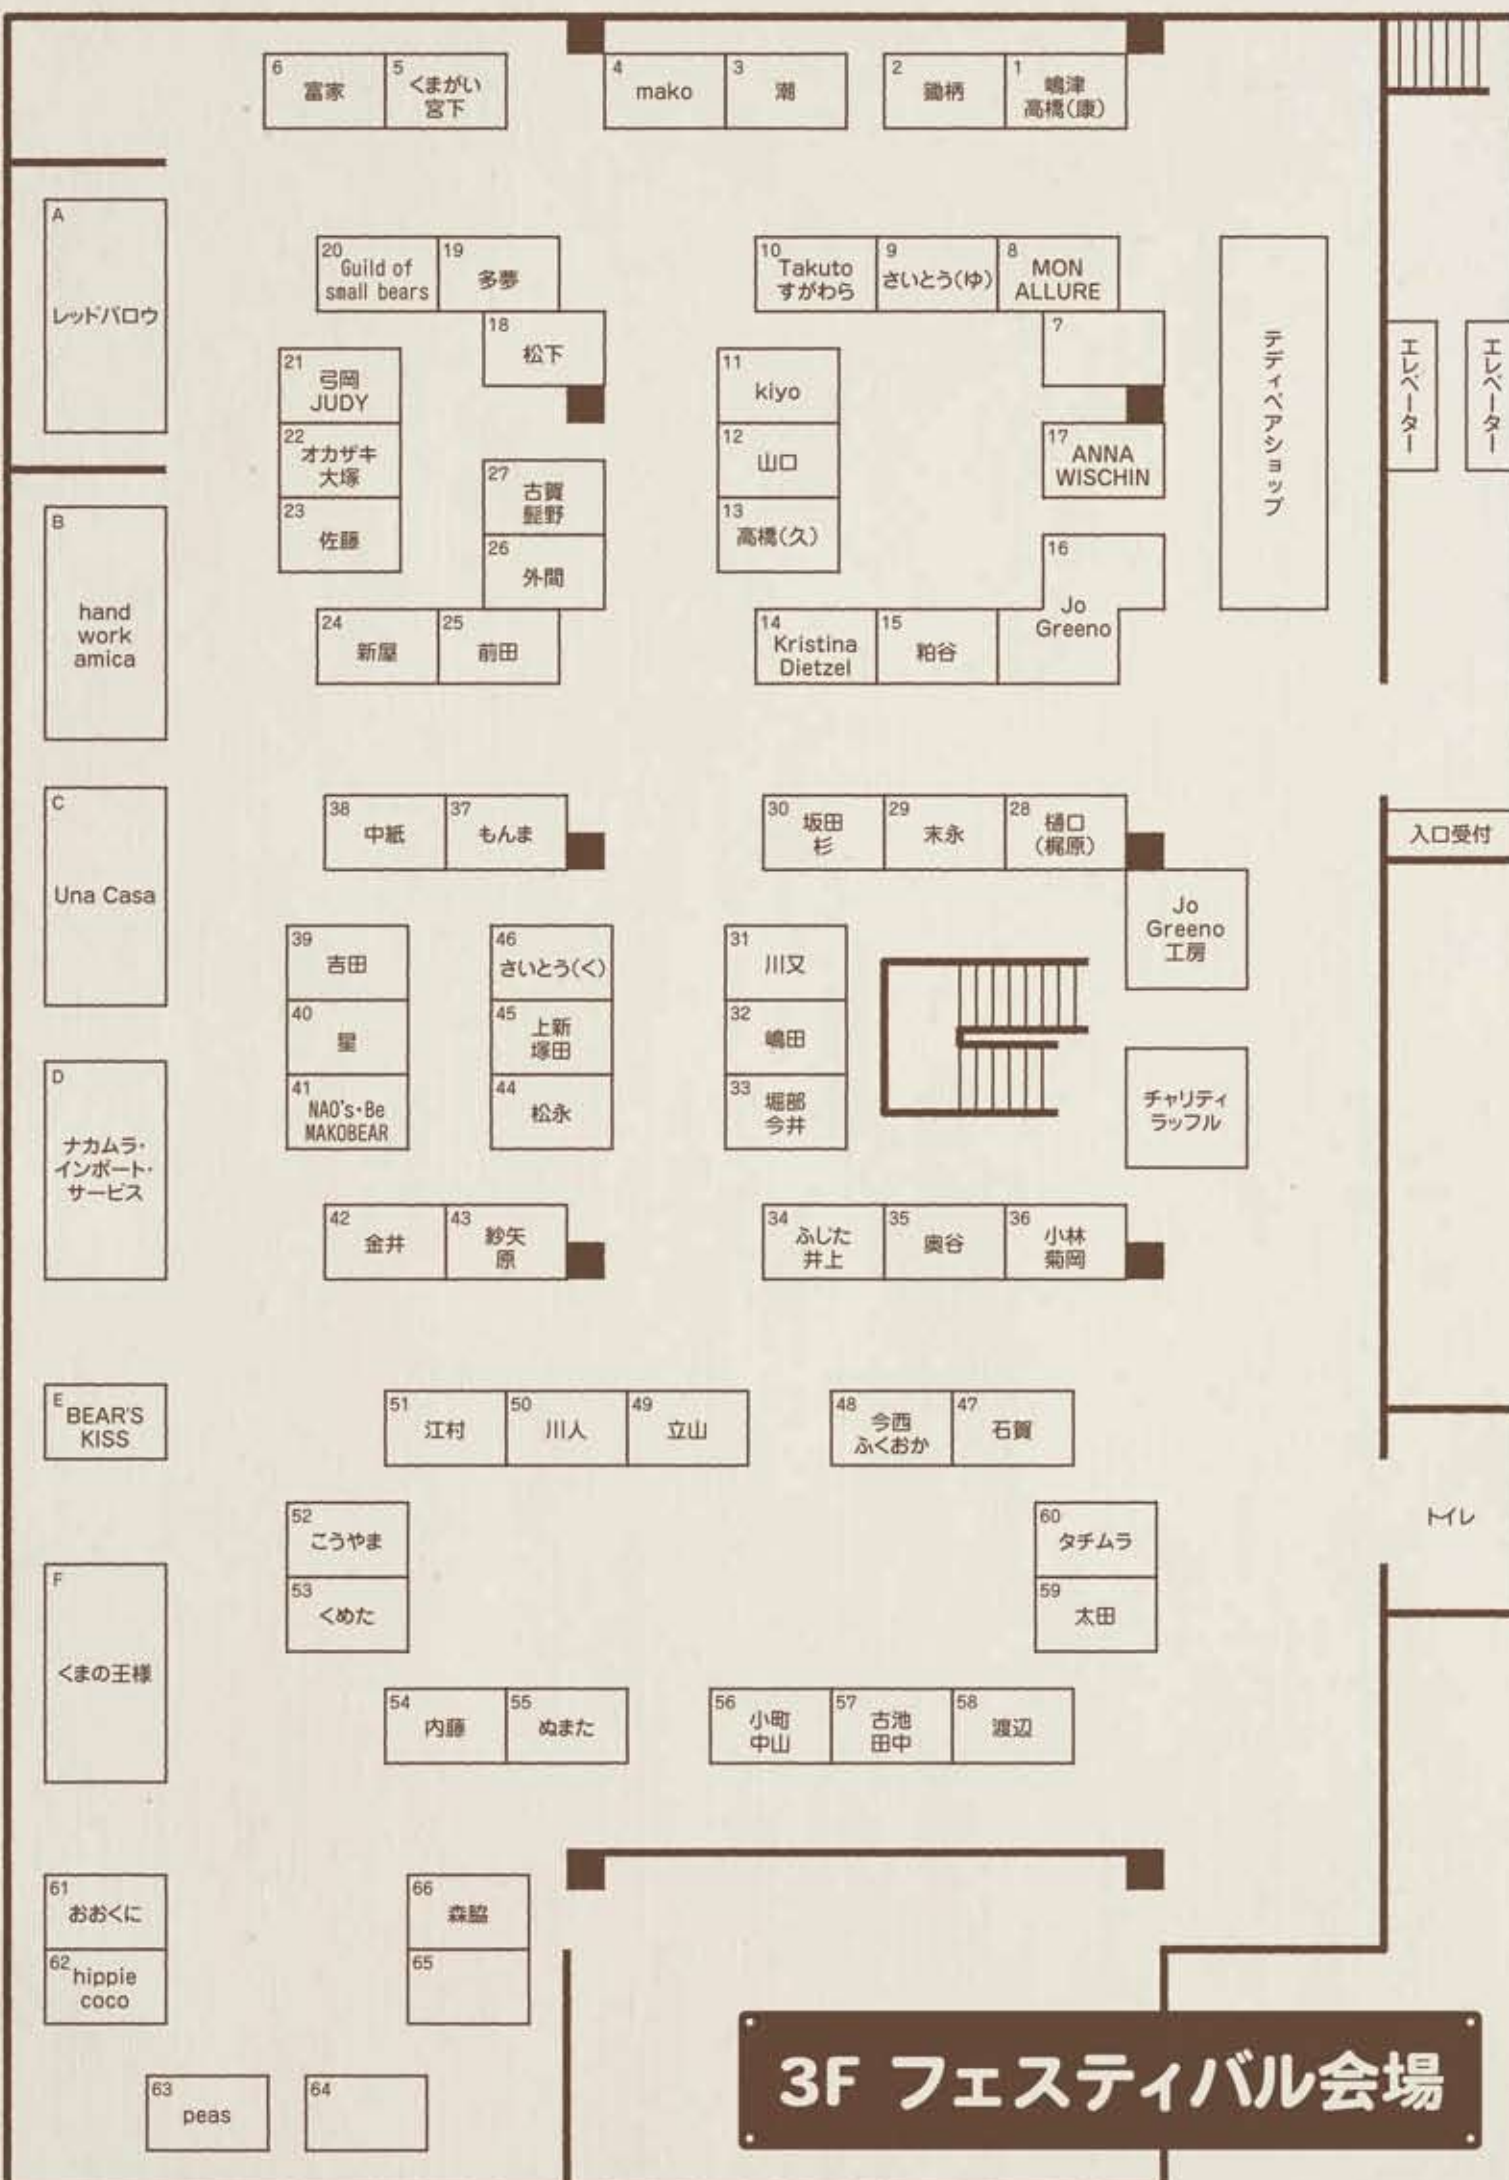 6
富家
5
くまがい
宮下
4
mako
3
潮
2
鋤柄
1
嶋津
高橋(康)
A
レッドバロウ
20
Guild of
small bears
19
多夢
18
松下
10
Takuto
すがわら
9
さいとう(ゆ)
8
MON
ALLURE
7
テディベアショップ
エレベーター
エレベーター
21
弓岡
JUDY
22
オカザキ
大塚
23
佐藤
27
古賀
髭野
26
外間
24
新屋
25
前田
11
kiyo
12
山口
13
高橋(久)
17
ANNA
WISCHIN
16
Jo
Greeno
14
Kristina
Dietzel
15
粕谷
B
hand
work
amica
C
Una Casa
38
中紙
37
もんま
30
坂田
杉
29
末永
28
樋口
(梶原)
入口受付
Jo
Greeno
工房
39
吉田
40
星
41
NAO's・Be
MAKOBEAR
46
さいとう(く)
45
上新
塚田
44
松永
31
川又
32
嶋田
33
堀部
今井
チャリティ
ラッフル
D
ナカムラ・
インポート・
サービス
42
金井
43
紗矢
原
34
ふじた
井上
35
奥谷
36
小林
菊岡
E
BEAR'S
KISS
51
江村
50
川人
49
立山
48
今西
ふくおか
47
石賀
52
こうやま
53
くめた
60
タチムラ
59
太田
トイレ
F
くまの王様
54
内藤
55
ぬまた
56
小町
中山
57
古池
田中
58
渡辺
61
おおくに
62
hippie
coco
66
森脇
65
63
peas
64
3F フェスティバル会場